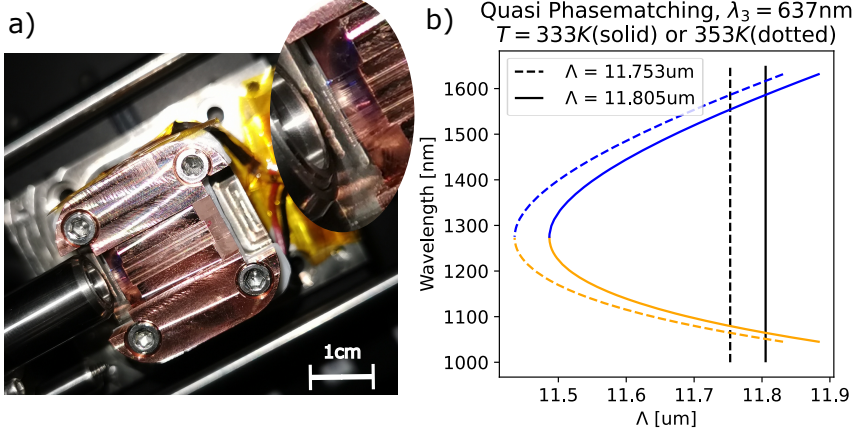 a)
1cm
b)
Quasi Phasematching, λ₃ = 637nm
T = 333K(solid) or 353K(dotted)
Λ = 11.753um
Λ = 11.805um
Wavelength [nm]
1600
1500
1400
1300
1200
1100
1000
11.5 11.6 11.7 11.8 11.9
Λ [um]